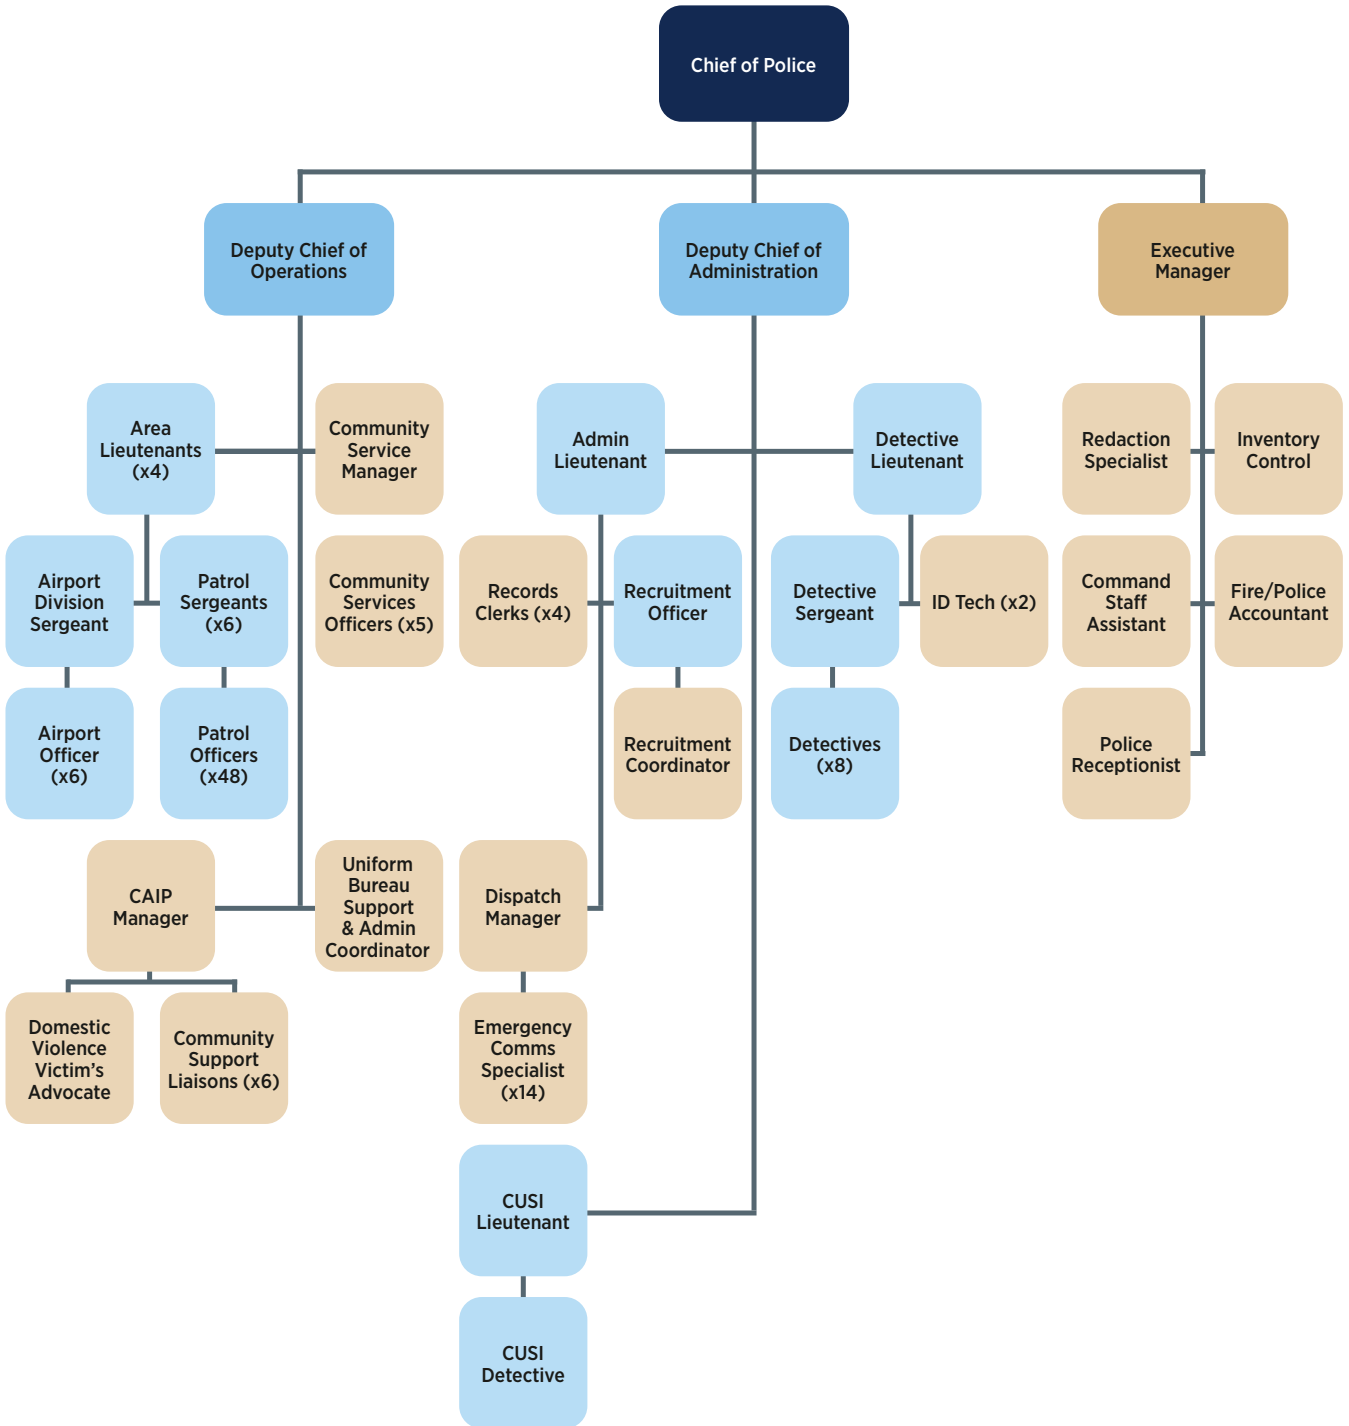 Chief of Police
Deputy Chief of
Operations
Deputy Chief of
Administration
Executive
Manager
Area
Lieutenants
(x4)
Community
Service
Manager
Admin
Lieutenant
Detective
Lieutenant
Redaction
Specialist
Inventory
Control
Airport
Division
Sergeant
Patrol
Sergeants
(x6)
Community
Services
Officers (x5)
Records
Clerks (x4)
Recruitment
Officer
Detective
Sergeant
ID Tech (x2)
Command
Staff
Assistant
Fire/Police
Accountant
Airport
Officer
(x6)
Patrol
Officers
(x48)
Recruitment
Coordinator
Detectives
(x8)
Police
Receptionist
CAIP
Manager
Uniform
Bureau
Support
& Admin
Coordinator
Dispatch
Manager
Domestic
Violence
Victim's
Advocate
Community
Support
Liaisons (x6)
Emergency
Comms
Specialist
(x14)
CUSI
Lieutenant
CUSI
Detective